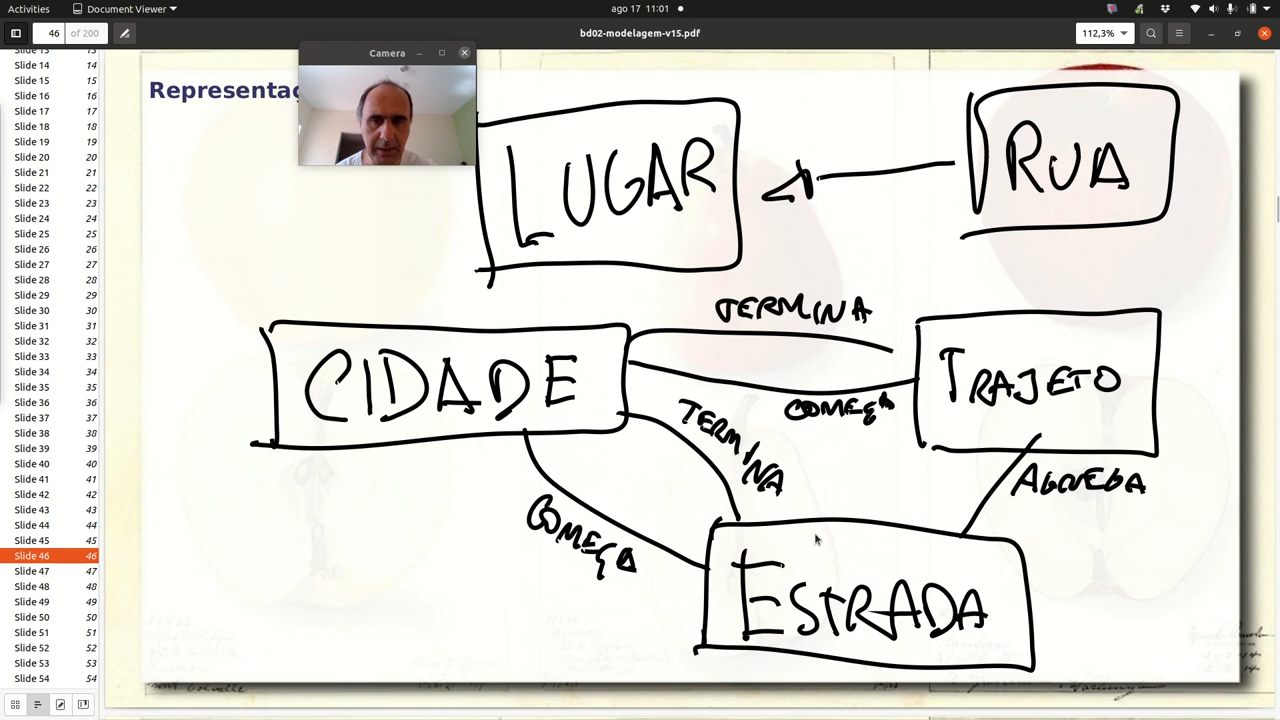 Activities
Document Viewer
ago 17 11:01
46 of 200
bd02-modelagem-v15.pdf
112,3%
Camera
Slide 14 14
Slide 15 15
Slide 16 16
Slide 17 17
Slide 18 18
Slide 19 19
Slide 20 20
Slide 21 21
Slide 22 22
Slide 23 23
Slide 24 24
Slide 25 25
Slide 26 26
Slide 27 27
Slide 28 28
Slide 29 29
Slide 30 30
Slide 31 31
Slide 32 32
Slide 33 33
Slide 34 34
Slide 35 35
Slide 36 36
Slide 37 37
Slide 38 38
Slide 39 39
Slide 40 40
Slide 41 41
Slide 42 42
Slide 43 43
Slide 44 44
Slide 45 45
Slide 46 46
Slide 47 47
Slide 48 48
Slide 49 49
Slide 50 50
Slide 51 51
Slide 52 52
Slide 53 53
Slide 54 54
LUGAR
RUA
TERMINA
CIDADE
TRAJETO
COMEÇA
TERMINA
AGREGA
COMEÇA
ESTRADA